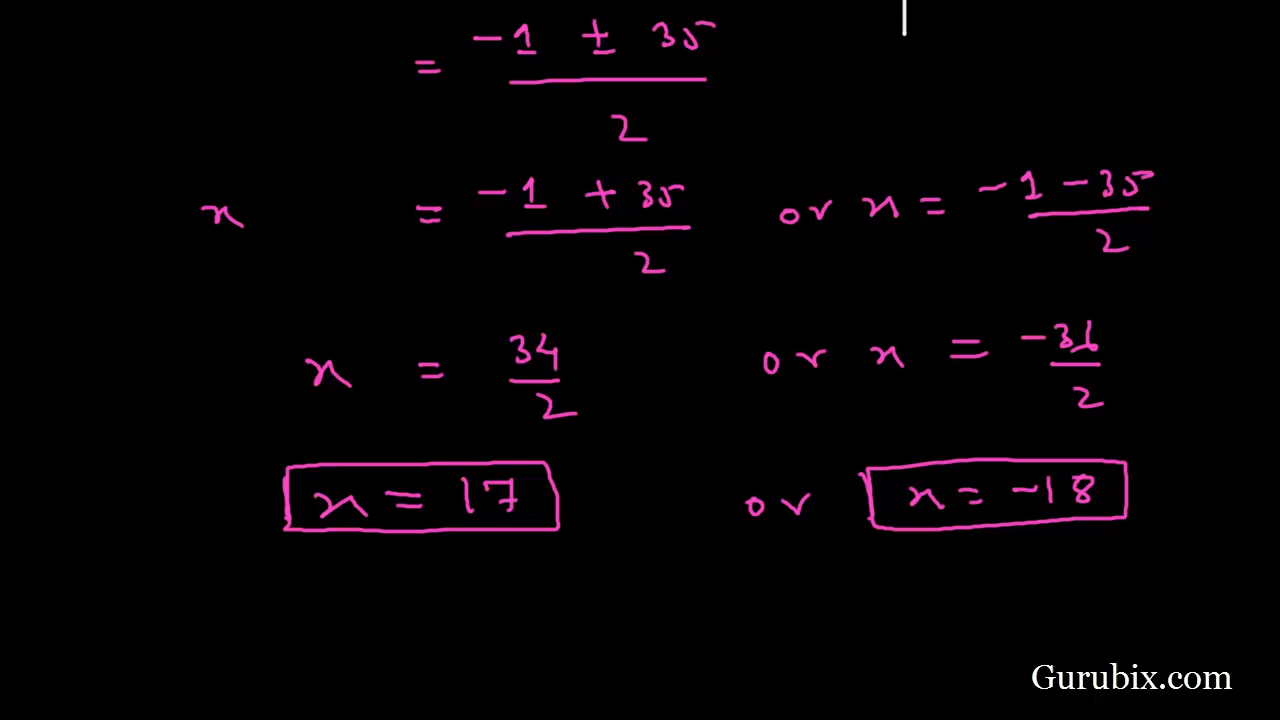 = -1 ± 35
2
x = -1 + 35 or x = -1 - 35
2 2
x = 34 or x = -36
2 2
x = 17 or x = -18
Gurubix.com